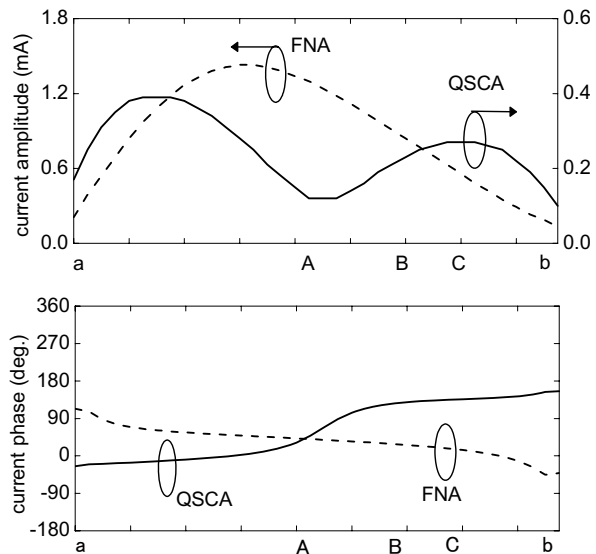 current amplitude (mA)
1.8
1.2
0.6
0.0
0.6
0.4
0.2
0.0
FNA
QSCA
a
A
B
C
b
current phase (deg.)
360
270
180
90
0
-90
-180
QSCA
FNA
a
A
B
C
b